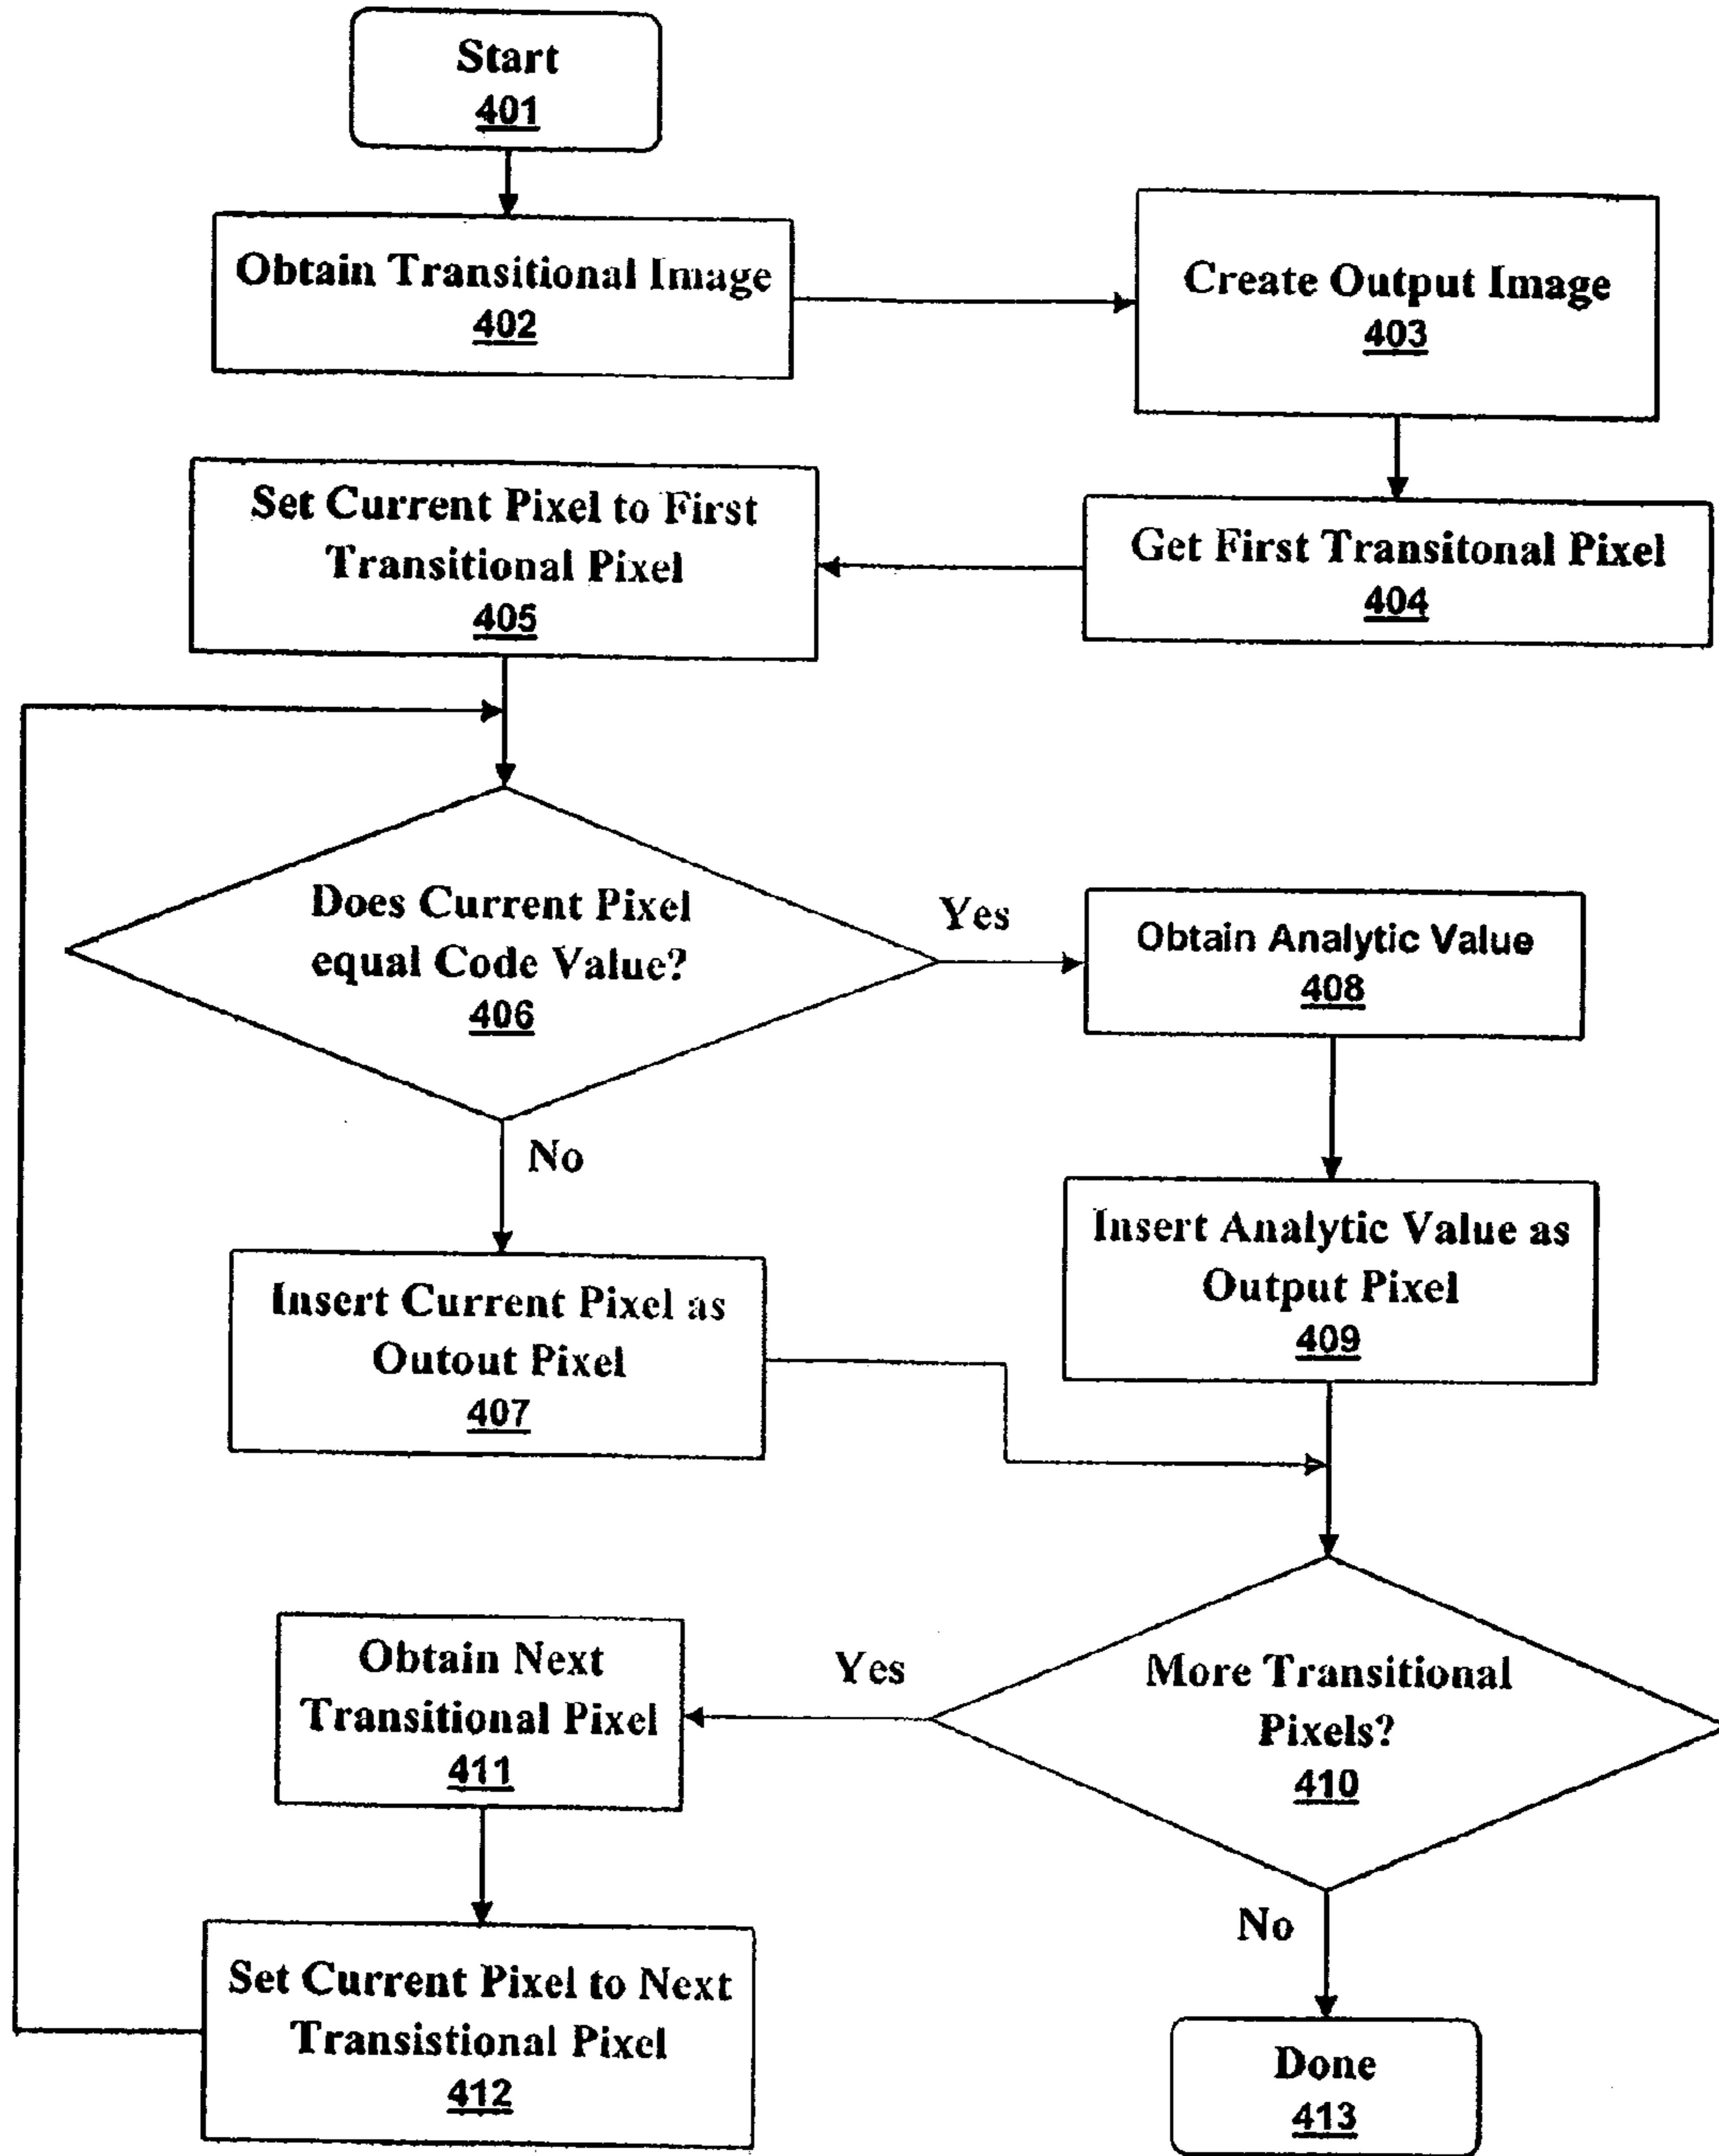 Start
401
Obtain Transitional Image
402
Create Output Image
403
Get First Transitonal Pixel
404
Set Current Pixel to First
Transitional Pixel
405
Does Current Pixel
equal Code Value?
406
Yes
Obtain Analytic Value
408
No
Insert Current Pixel as
Outout Pixel
407
Insert Analytic Value as
Output Pixel
409
More Transitional
Pixels?
410
Yes
Obtain Next
Transitional Pixel
411
Set Current Pixel to Next
Transistional Pixel
412
No
Done
413